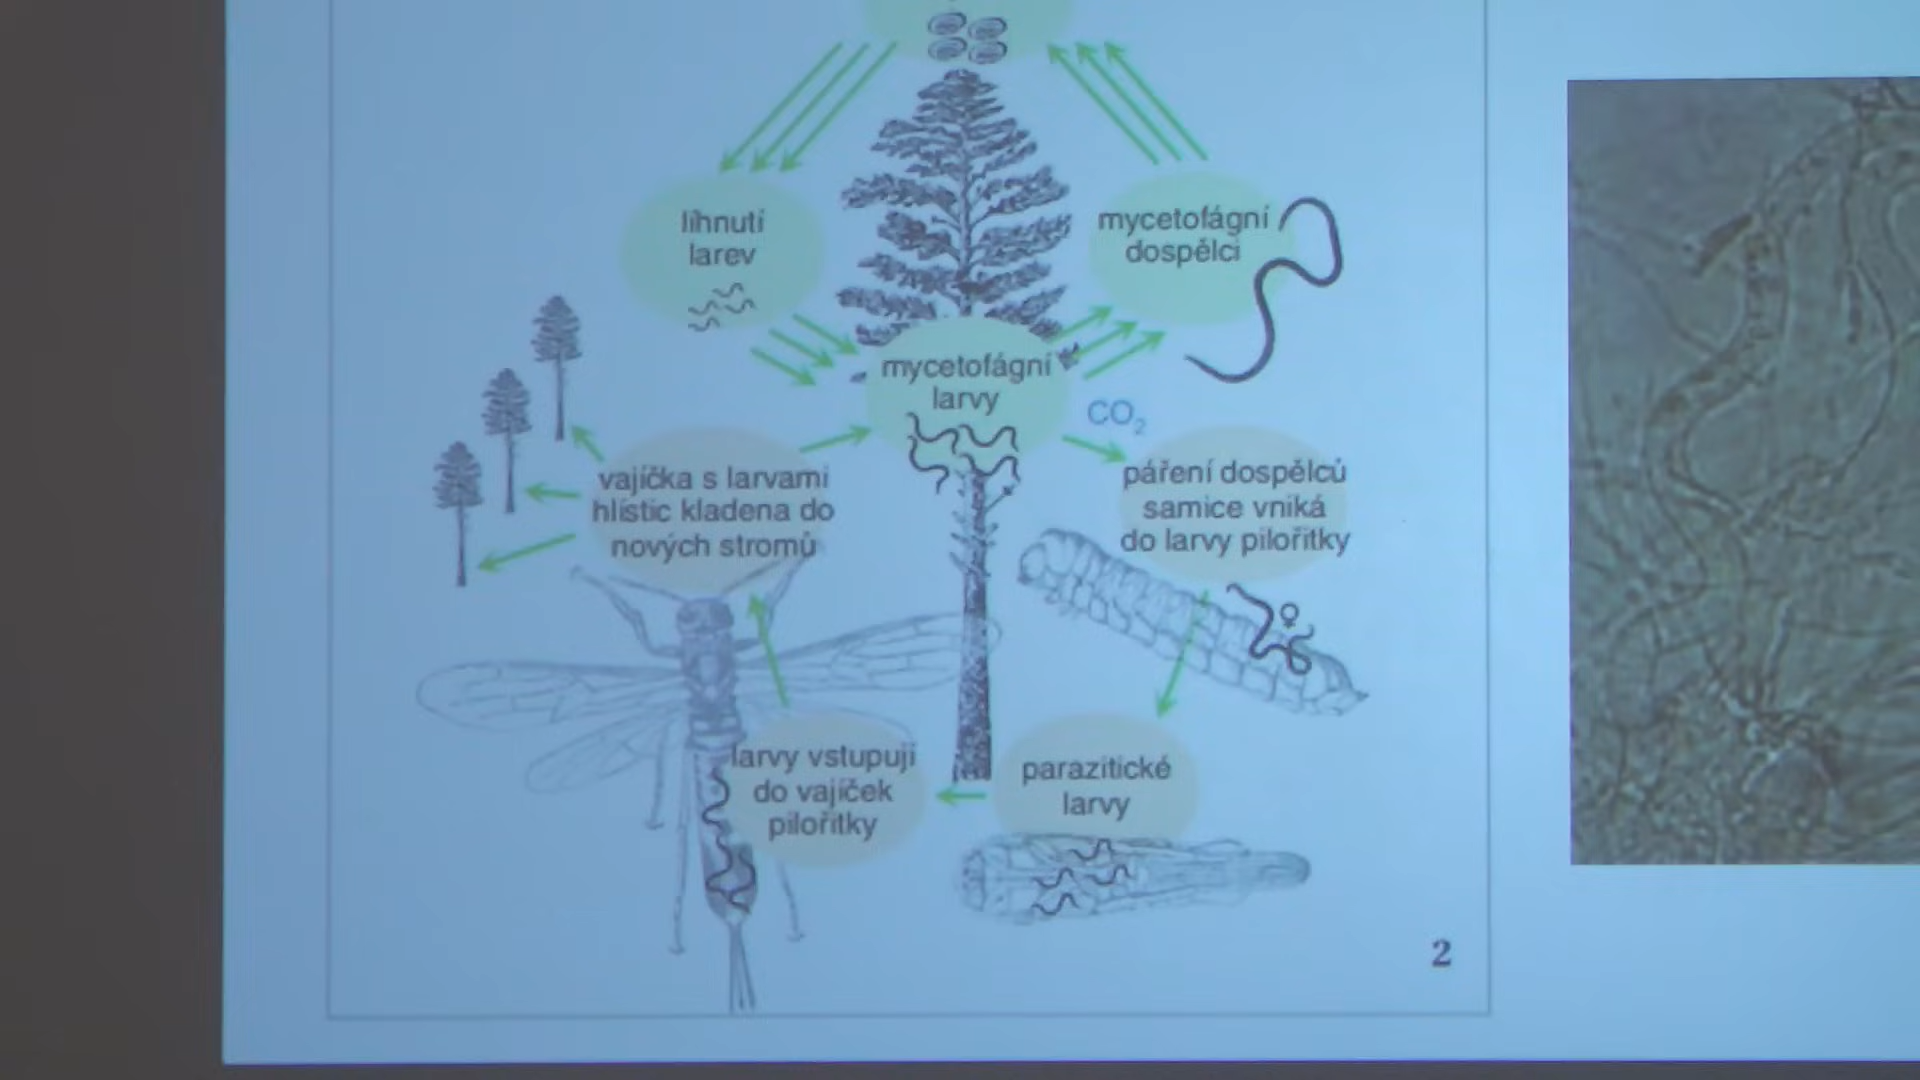 líhnutí
larev
mycetofágní
dospělci
mycetofágní
larvy
CO₂
vajíčka s larvami
hlístic kladena do
nových stromů
páření dospělců
samice vniká
do larvy pilořitky
♀
larvy vstupují
do vajíček
pilořitky
parazitické
larvy
2